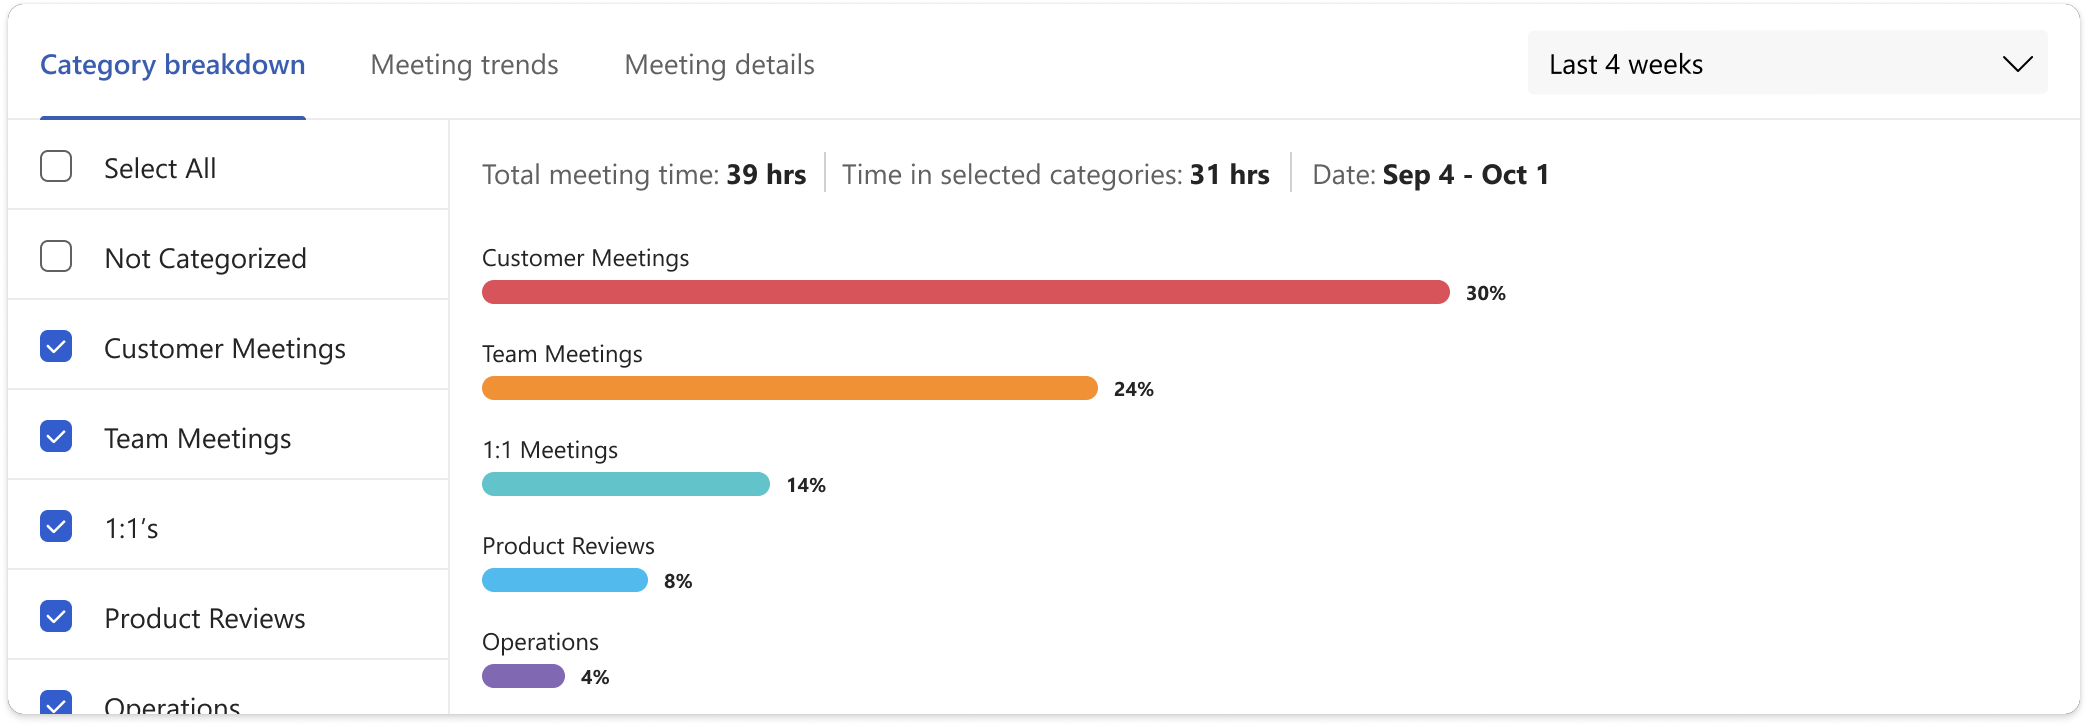 Category breakdown Meeting trends Meeting details Last 4 weeks
Select All
Not Categorized
Customer Meetings
Team Meetings
1:1's
Product Reviews
Operations
Total meeting time: 39 hrs Time in selected categories: 31 hrs Date: Sep 4 - Oct 1
Customer Meetings
30%
Team Meetings
24%
1:1 Meetings
14%
Product Reviews
8%
Operations
4%